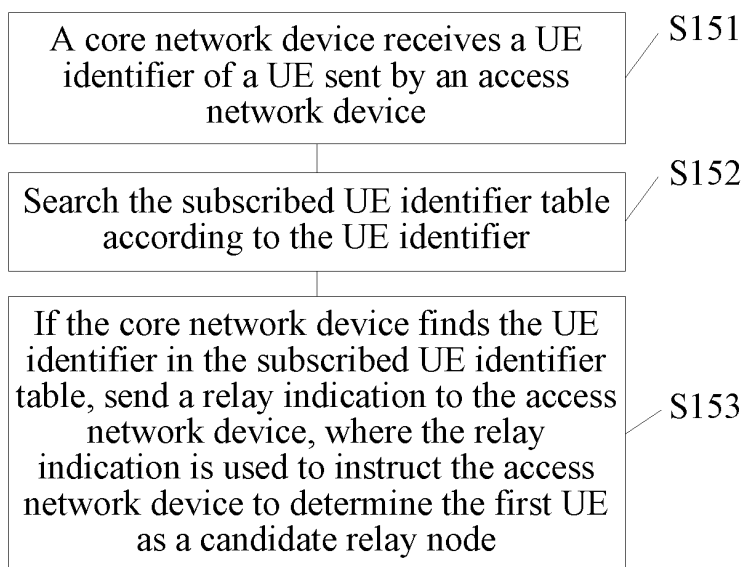 A core network device receives a UE
identifier of a UE sent by an access
network device
S151
Search the subscribed UE identifier table
according to the UE identifier
S152
If the core network device finds the UE
identifier in the subscribed UE identifier
table, send a relay indication to the access
network device, where the relay
indication is used to instruct the access
network device to determine the first UE
as a candidate relay node
S153